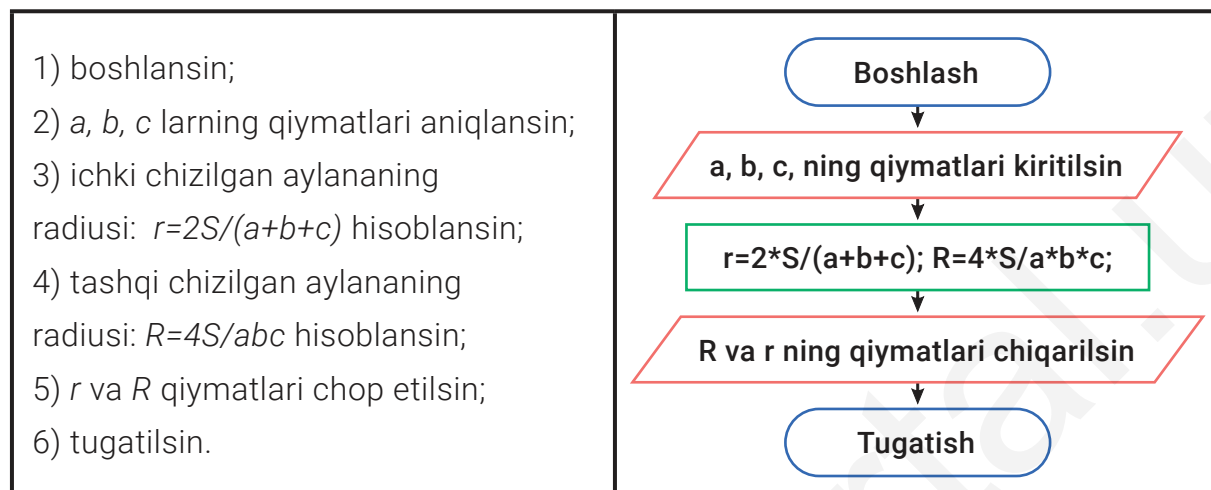 1) boshlansin;
2) a, b, c larning qiymatlari aniqlansin;
3) ichki chizilgan aylananing
radiusi: r=2S/(a+b+c) hisoblansin;
4) tashqi chizilgan aylananing
radiusi: R=4S/abc hisoblansin;
5) r va R qiymatlari chop etilsin;
6) tugatilsin.
Boshlash
a, b, c, ning qiymatlari kiritilsin
r=2*S/(a+b+c); R=4*S/a*b*c;
R va r ning qiymatlari chiqarilsin
Tugatish